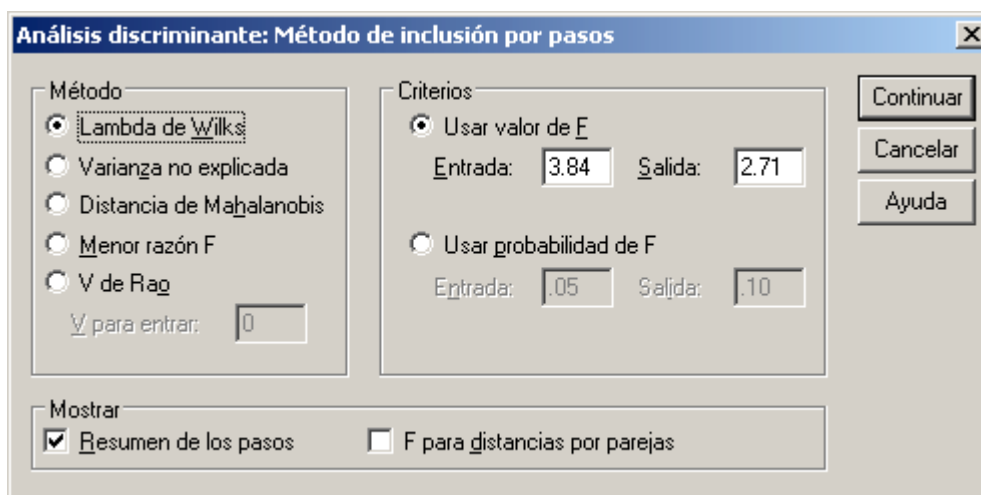 Análisis discriminante: Método de inclusión por pasos
Método
Lambda de Wilks
Varianza no explicada
Distancia de Mahalanobis
Menor razón F
V de Rao
V para entrar: 0
Criterios
Usar valor de F
Entrada: 3.84 Salida: 2.71
Usar probabilidad de F
Entrada: .05 Salida: .10
Continuar
Cancelar
Ayuda
Mostrar
Resumen de los pasos
F para distancias por parejas